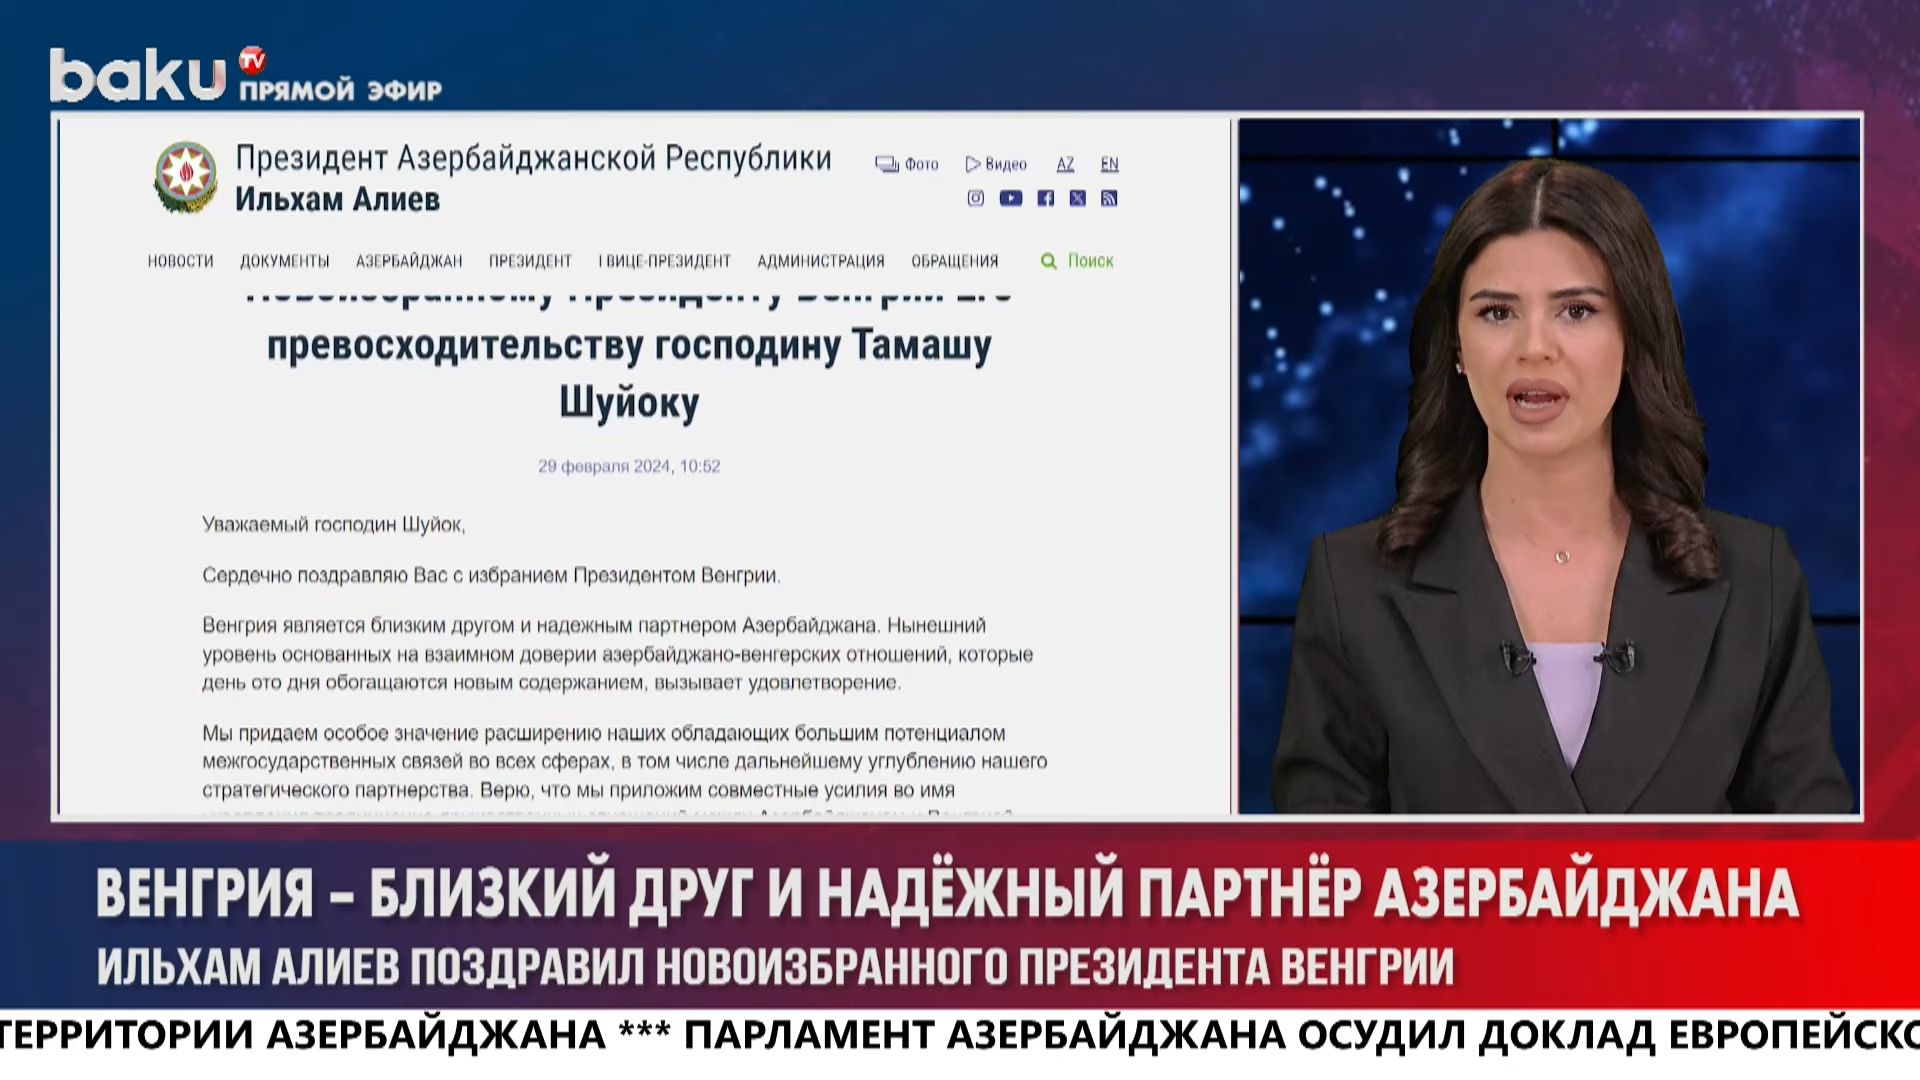 baku TV
ПРЯМОЙ ЭФИР
Президент Азербайджанской Республики
Ильхам Алиев
Фото Видео AZ EN
НОВОСТИ ДОКУМЕНТЫ АЗЕРБАЙДЖАН ПРЕЗИДЕНТ I ВИЦЕ-ПРЕЗИДЕНТ АДМИНИСТРАЦИЯ ОБРАЩЕНИЯ Поиск
превосходительству господину Тамашу
Шуйоку
29 февраля 2024, 10:52
Уважаемый господин Шуйок,
Сердечно поздравляю Вас с избранием Президентом Венгрии.
Венгрия является близким другом и надежным партнером Азербайджана. Нынешний
уровень основанных на взаимном доверии азербайджано-венгерских отношений, которые
день ото дня обогащаются новым содержанием, вызывает удовлетворение.
Мы придаем особое значение расширению наших обладающих большим потенциалом
межгосударственных связей во всех сферах, в том числе дальнейшему углублению нашего
стратегического партнерства. Верю, что мы приложим совместные усилия во имя
ВЕНГРИЯ – БЛИЗКИЙ ДРУГ И НАДЁЖНЫЙ ПАРТНЁР АЗЕРБАЙДЖАНА
ИЛЬХАМ АЛИЕВ ПОЗДРАВИЛ НОВОИЗБРАННОГО ПРЕЗИДЕНТА ВЕНГРИИ
ТЕРРИТОРИИ АЗЕРБАЙДЖАНА *** ПАРЛАМЕНТ АЗЕРБАЙДЖАНА ОСУДИЛ ДОКЛАД ЕВРОПЕЙСКО